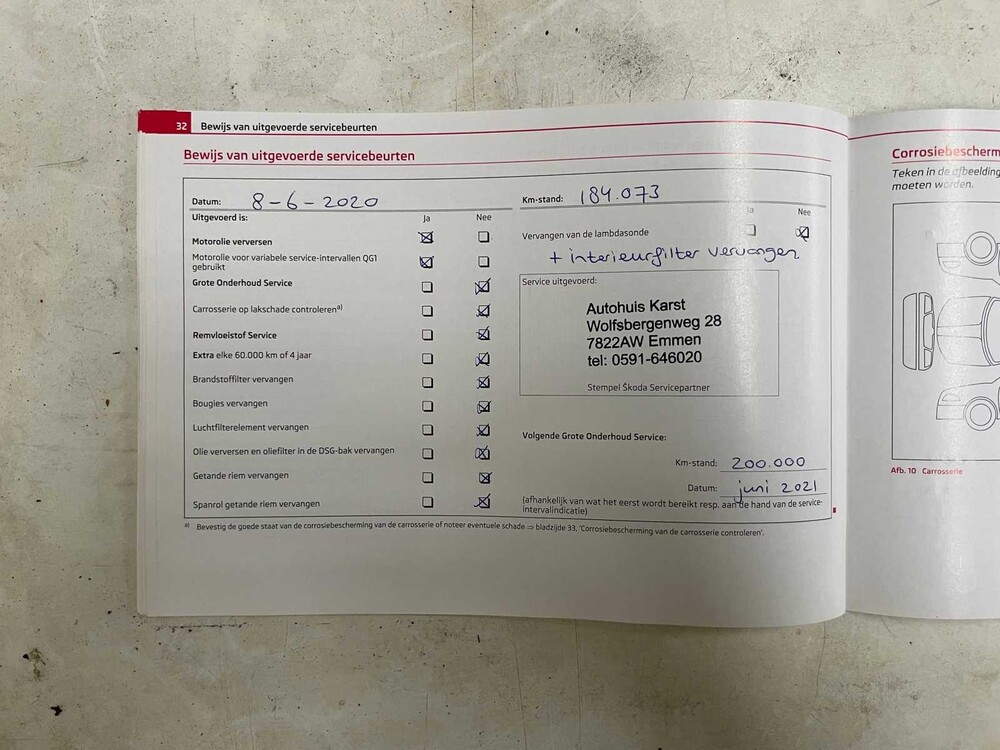 32 Bewijs van uitgevoerde servicebeurten
Bewijs van uitgevoerde servicebeurten
Datum: 8-6-2020
Uitgevoerd is: Ja Nee
Motorolie verversen
Motorolie voor variabele service-intervallen QG1
gebruikt
Grote Onderhoud Service
Carrosserie op lakschade controleren a)
Remvloeistof Service
Extra elke 60.000 km of 4 jaar
Brandstoffilter vervangen
Bougies vervangen
Luchtfilterelement vervangen
Olie verversen en oliefilter in de DSG-bak vervangen
Getande riem vervangen
Spanrol getande riem vervangen
Km-stand: 184.073
Ja Nee
Vervangen van de lambdasonde
+ interieurfilter vervangen
Service uitgevoerd:
Autohuis Karst
Wolfsbergenweg 28
7822AW Emmen
tel: 0591-646020
Stempel Škoda Servicepartner
Volgende Grote Onderhoud Service:
Km-stand: 200.000
Datum: juni 2021
(afhankelijk van wat het eerst wordt bereikt resp. aan de hand van de service-
intervalindicatie)
a) Bevestig de goede staat van de corrosiebescherming van de carrosserie of noteer eventuele schade ⇒ bladzijde 33, 'Corrosiebescherming van de carrosserie controleren'.
Corrosiebescherm
Teken in de afbeelding
moeten worden.
Afb. 10 Carrosserie